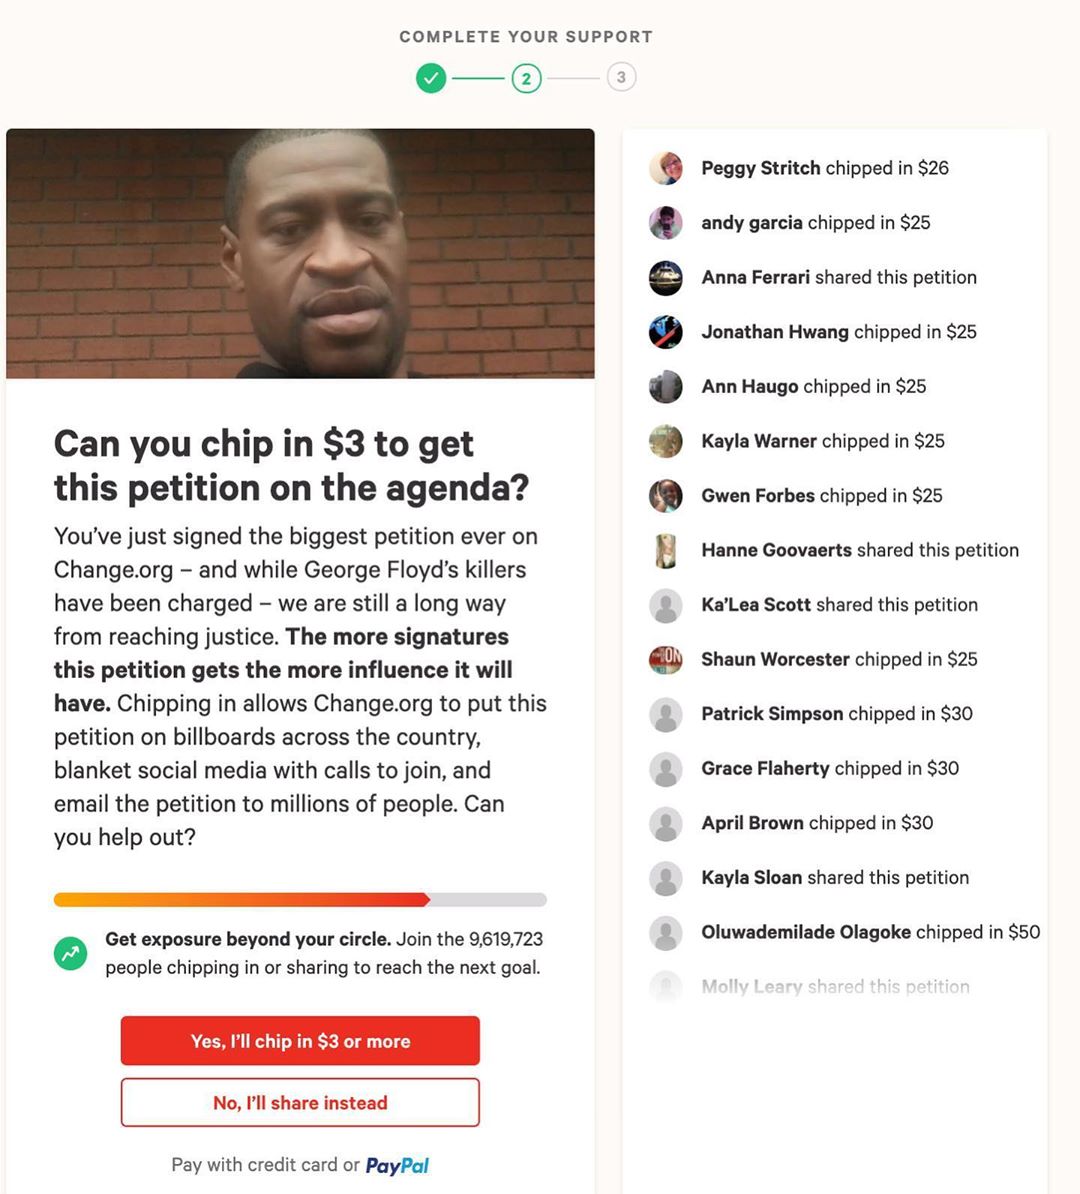 COMPLETE YOUR SUPPORT
2
3
Can you chip in $3 to get
this petition on the agenda?
You’ve just signed the biggest petition ever on
Change.org – and while George Floyd’s killers
have been charged – we are still a long way
from reaching justice. The more signatures
this petition gets the more influence it will
have. Chipping in allows Change.org to put this
petition on billboards across the country,
blanket social media with calls to join, and
email the petition to millions of people. Can
you help out?
Get exposure beyond your circle. Join the 9,619,723
people chipping in or sharing to reach the next goal.
Yes, I’ll chip in $3 or more
No, I’ll share instead
Pay with credit card or PayPal
Peggy Stritch chipped in $26
andy garcia chipped in $25
Anna Ferrari shared this petition
Jonathan Hwang chipped in $25
Ann Haugo chipped in $25
Kayla Warner chipped in $25
Gwen Forbes chipped in $25
Hanne Goovaerts shared this petition
Ka’Lea Scott shared this petition
Shaun Worcester chipped in $25
Patrick Simpson chipped in $30
Grace Flaherty chipped in $30
April Brown chipped in $30
Kayla Sloan shared this petition
Oluwademilade Olagoke chipped in $50
Molly Leary shared this petition